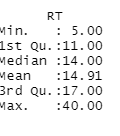 RT
Min. : 5.00
1st Qu.:11.00
Median :14.00
Mean :14.91
3rd Qu.:17.00
Max. :40.00